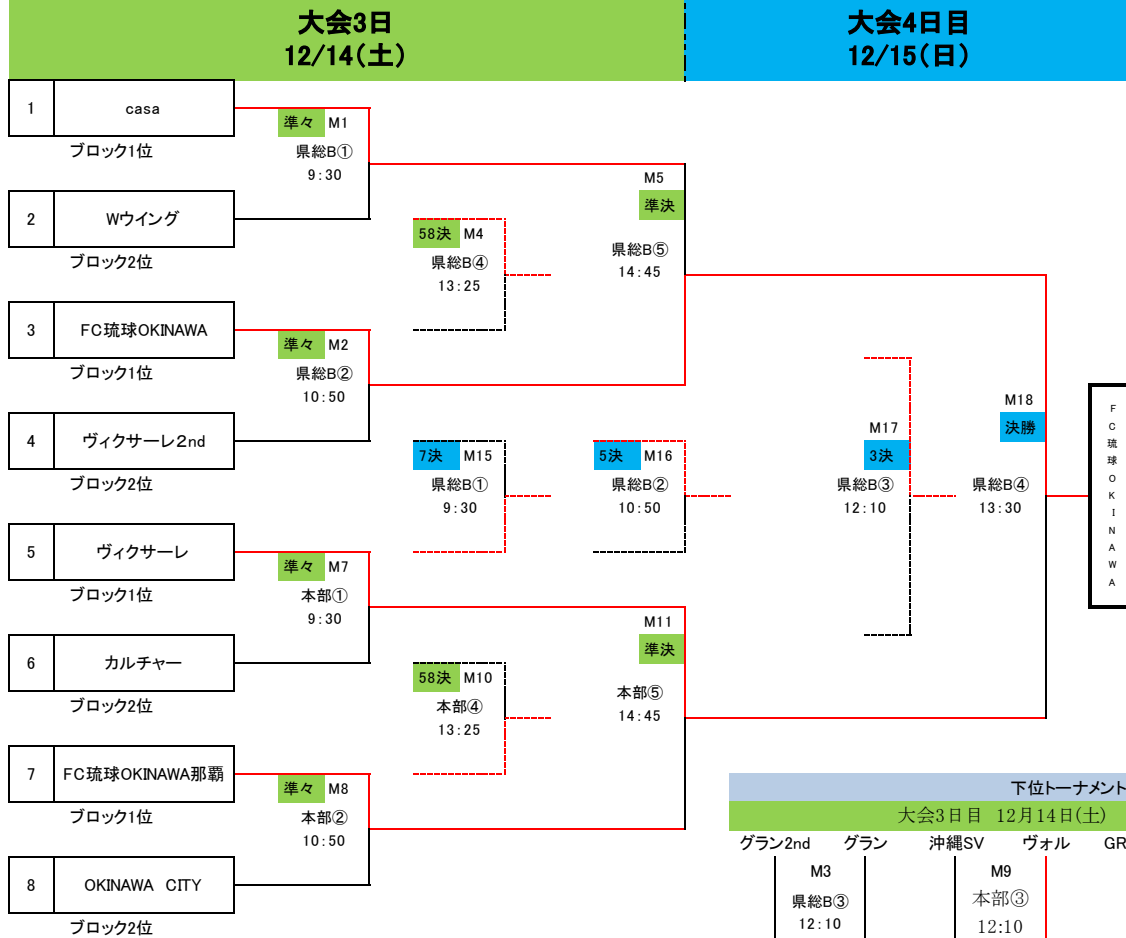 大会3日
12/14(土)
大会4日目
12/15(日)
1
casa
ブロック1位
準々 M1
県総B①
9:30
2
Wウイング
ブロック2位
58決 M4
県総B④
13:25
M5
準決
県総B⑤
14:45
3
FC琉球OKINAWA
ブロック1位
準々 M2
県総B②
10:50
4
ヴィクサーレ2nd
ブロック2位
7決 M15
県総B①
9:30
5決 M16
県総B②
10:50
M17
3決
県総B③
12:10
M18
決勝
県総B④
13:30
FC琉球OKINAWA
5
ヴィクサーレ
ブロック1位
準々 M7
本部①
9:30
6
カルチャー
ブロック2位
58決 M10
本部④
13:25
M11
準決
本部⑤
14:45
7
FC琉球OKINAWA那覇
ブロック1位
準々 M8
本部②
10:50
8
OKINAWA CITY
ブロック2位
下位トーナメント
大会3日目 12月14日(土)
グラン2nd グラン 沖縄SV ヴォル GR
M3
県総B③
12:10
M9
本部③
12:10